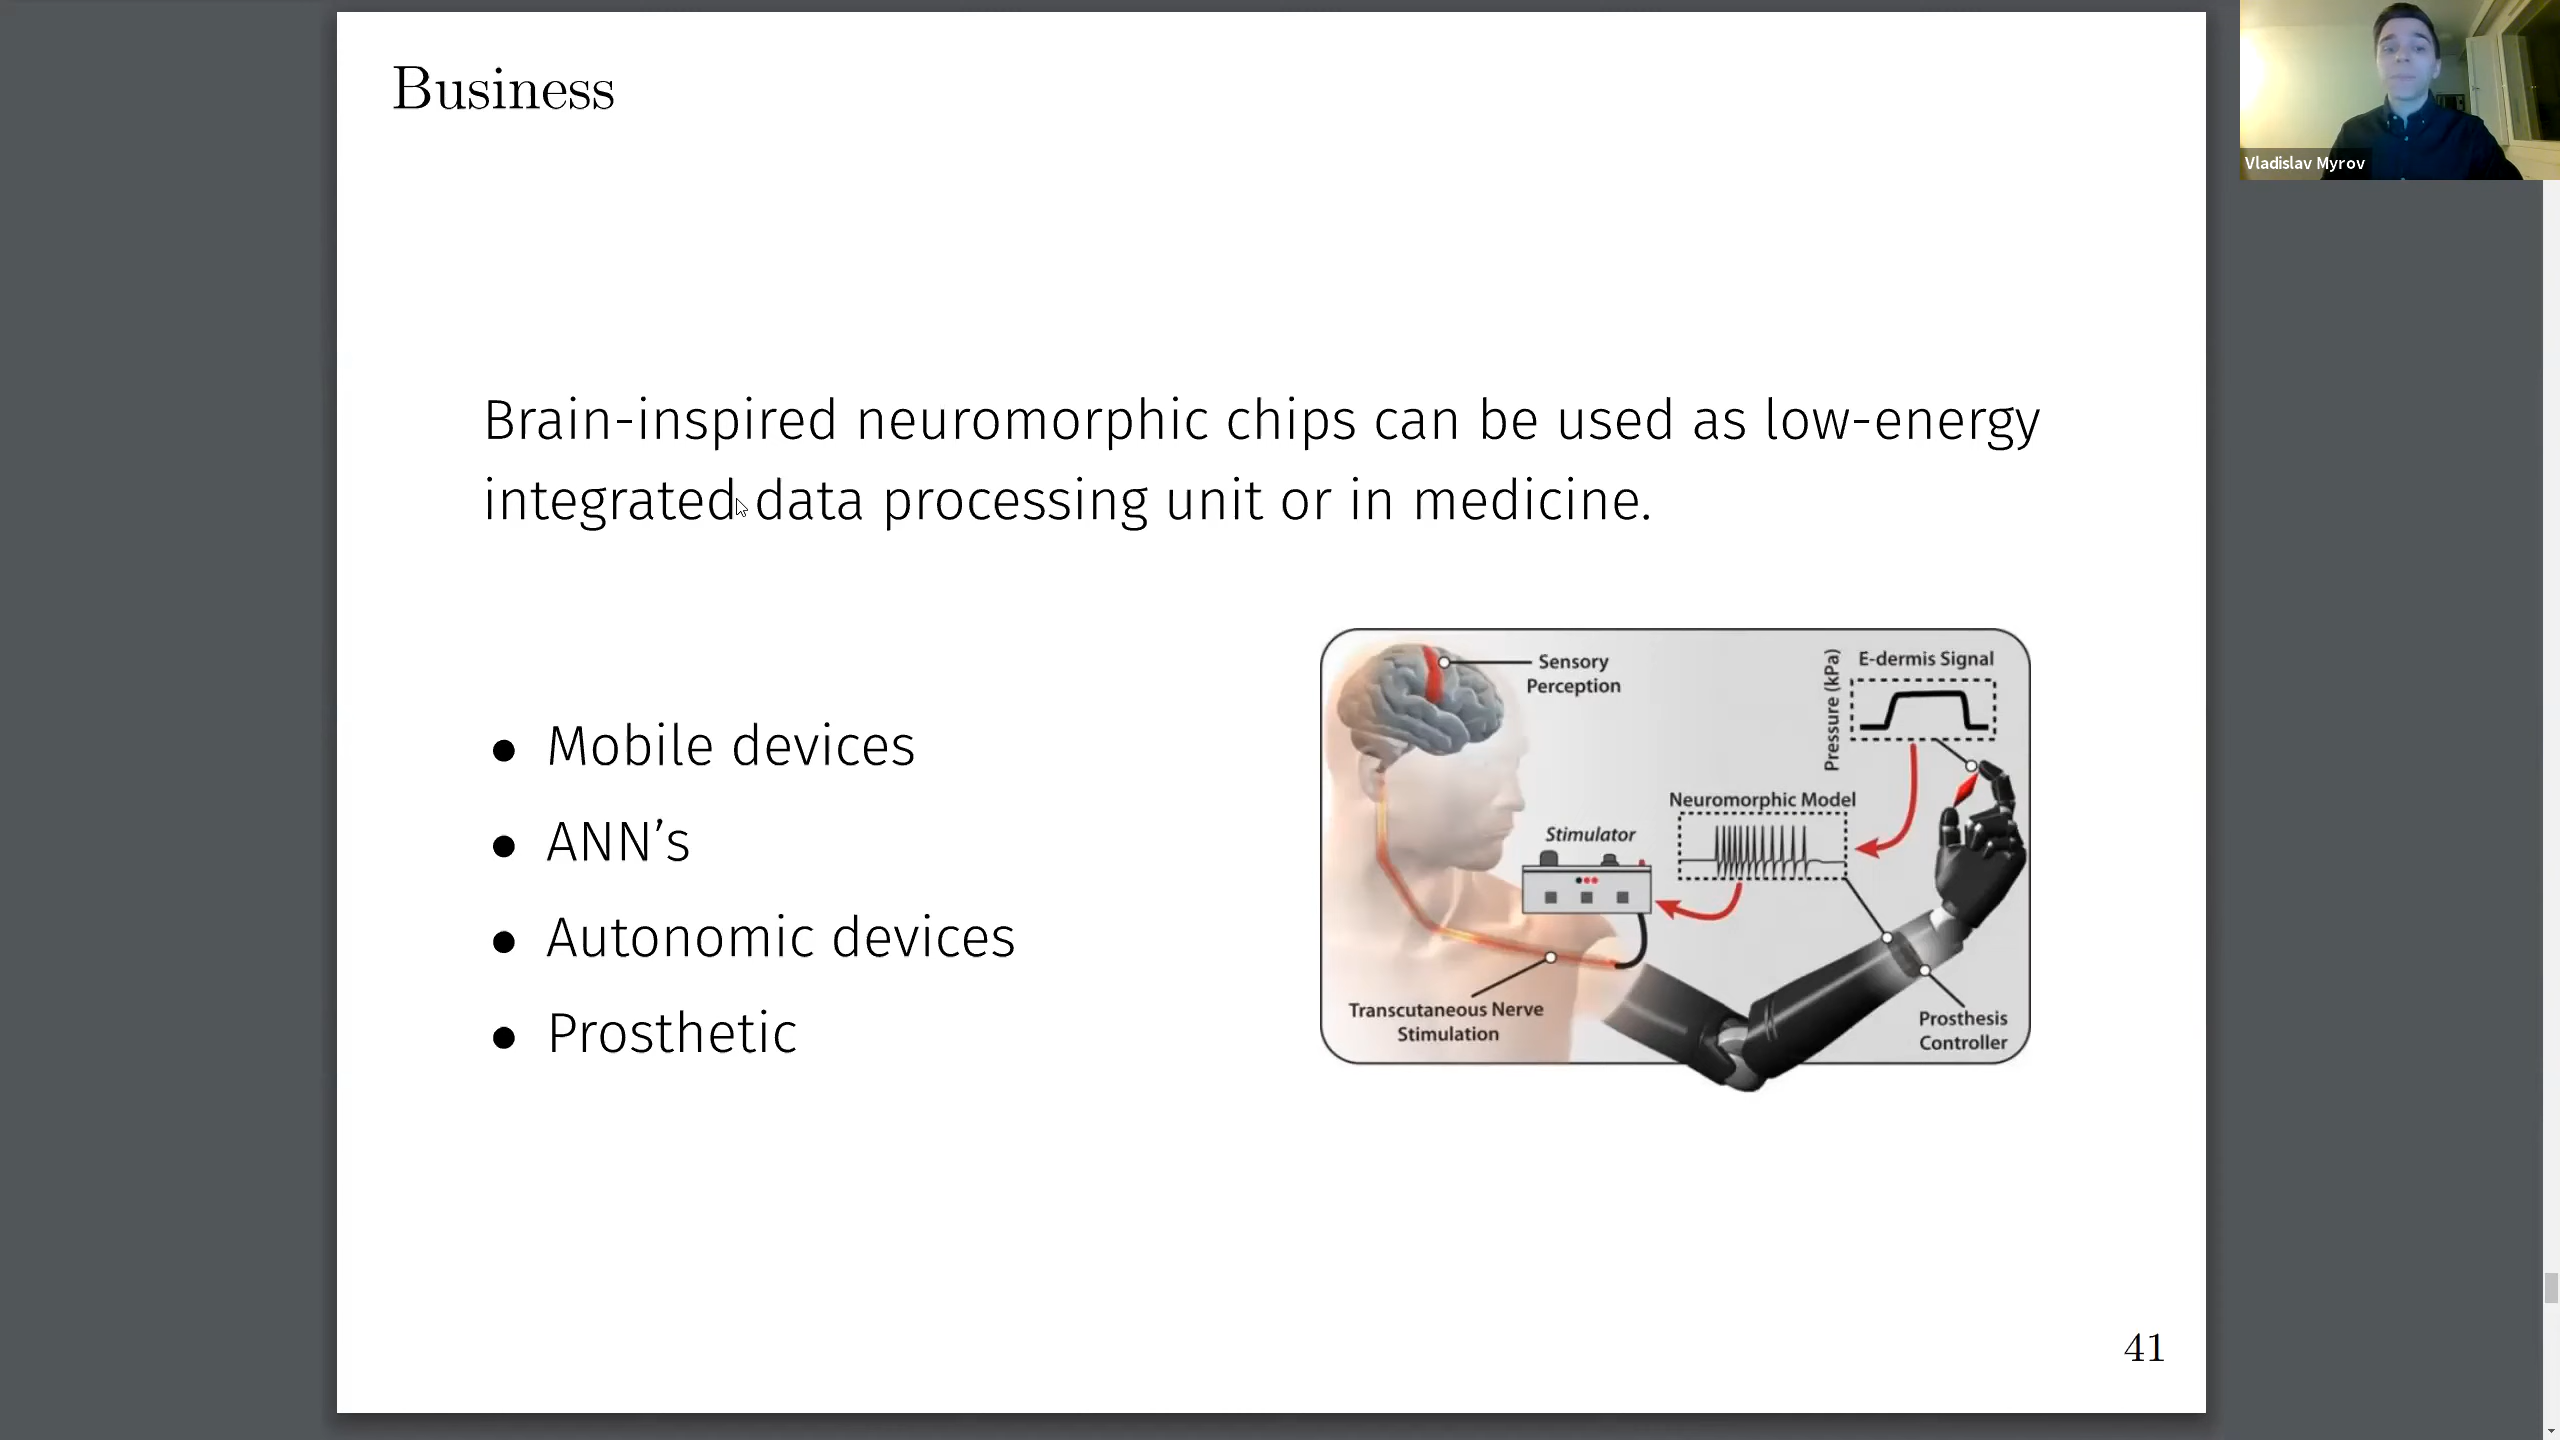 Business
Vladislav Myrov
Brain-inspired neuromorphic chips can be used as low-energy
integrated data processing unit or in medicine.
• Mobile devices
• ANN’s
• Autonomic devices
• Prosthetic
Sensory
Perception
Pressure (kPa)
E-dermis Signal
Neuromorphic Model
Stimulator
Transcutaneous Nerve
Stimulation
Prosthesis
Controller
41